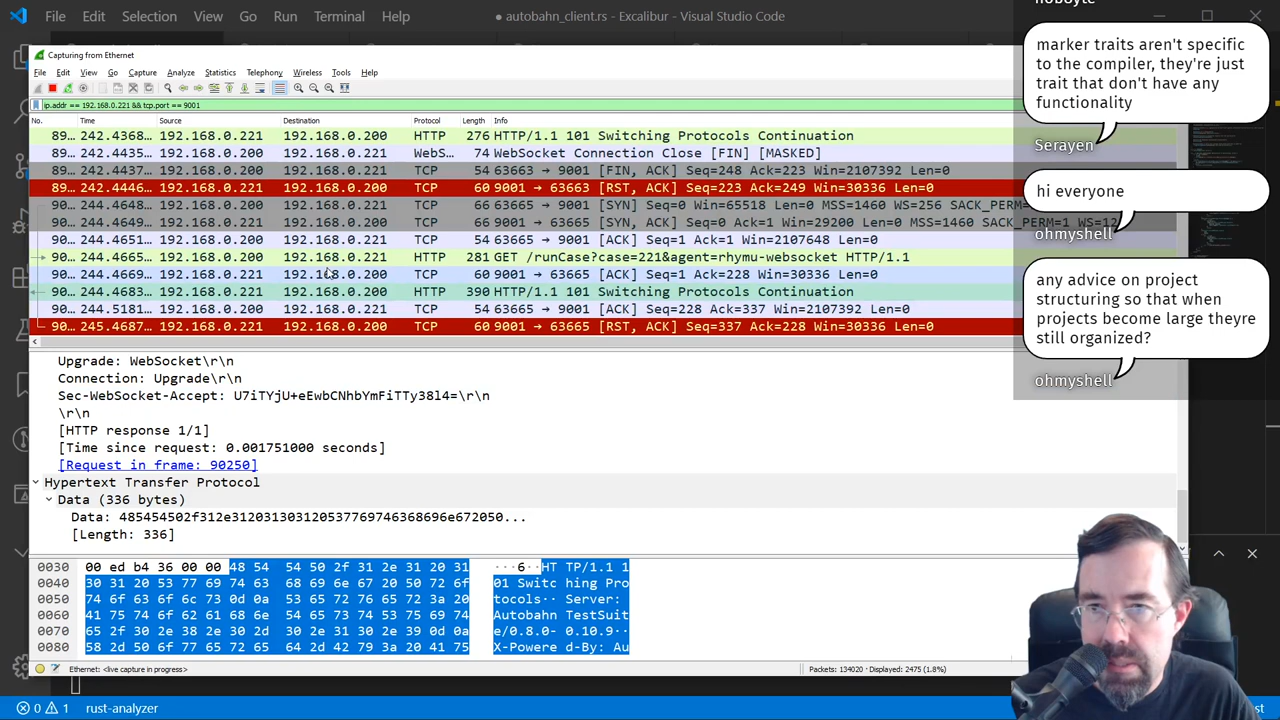 File Edit Selection View Go Run Terminal Help
● autobahn_client.rs - Excalibur - Visual Studio Code
Capturing from Ethernet
File Edit View Go Capture Analyze Statistics Telephony Wireless Tools Help
ip.addr == 192.168.0.221 && tcp.port == 9001
No. Time Source Destination Protocol Length Info
89… 242.4368… 192.168.0.221 192.168.0.200 HTTP 276 HTTP/1.1 101 Switching Protocols Continuation
89… 242.4435… 192.168.0.200 192.168.0.221
89… 242.4437… 192.168.0.200 192.168.0.221 TCP
89… 242.4446… 192.168.0.221 192.168.0.200 TCP 60 9001 → 63663 [RST, ACK] Seq=223 Ack=249 Win=30336 Len=0
90… 244.4648… 192.168.0.200 192.168.0.221 TCP 66 63665 → 9001 [SYN] Seq=0 Win=65518 Len=0 MSS=1460 WS=256 SACK_PERM=1
90… 244.4649… 192.168.0.221 192.168.0.200 TCP 66 9001 → 63665 [SYN, ACK] Seq=0 Ack=1 Win=29200 Len=0 MSS=1460 SACK_PERM=1 WS=12
90… 244.4651… 192.168.0.200 192.168.0.221 TCP 54 63665 → 9001 [ACK] Seq=1 Ack=1 Win=2107648 Len=0
90… 244.4665… 192.168.0.200 192.168.0.221 HTTP 281 GET /runCase?case=221&agent=rhymu-websocket HTTP/1.1
90… 244.4669… 192.168.0.221 192.168.0.200 TCP 60 9001 → 63665 [ACK] Seq=1 Ack=228 Win=30336 Len=0
90… 244.4683… 192.168.0.221 192.168.0.200 HTTP 390 HTTP/1.1 101 Switching Protocols Continuation
90… 244.5181… 192.168.0.200 192.168.0.221 TCP 54 63665 → 9001 [ACK] Seq=228 Ack=337 Win=2107392 Len=0
90… 245.4687… 192.168.0.221 192.168.0.200 TCP 60 9001 → 63665 [RST, ACK] Seq=337 Ack=228 Win=30336 Len=0
Upgrade: WebSocket\r\n
Connection: Upgrade\r\n
Sec-WebSocket-Accept: U7iTYjU+eEwbCNhbYmFiTTy38l4=\r\n
\r\n
[HTTP response 1/1]
[Time since request: 0.001751000 seconds]
[Request in frame: 90250]
Hypertext Transfer Protocol
Data (336 bytes)
Data: 485454502f312e312031303120537769746368696e672050...
[Length: 336]
0030 00 ed b4 36 00 00 48 54 54 50 2f 31 2e 31 20 31 ···6··HT TP/1.1 1
0040 30 31 20 53 77 69 74 63 68 69 6e 67 20 50 72 6f 01 Switc hing Pro
0050 74 6f 63 6f 6c 73 0d 0a 53 65 72 76 65 72 3a 20 tocols·· Server:
0060 41 75 74 6f 62 61 68 6e 54 65 73 74 53 75 69 74 Autobahn TestSuit
0070 65 2f 30 2e 38 2e 30 2d 30 2e 31 30 2e 39 0d 0a e/0.8.0- 0.10.9··
0080 58 2d 50 6f 77 65 72 65 64 2d 42 79 3a 20 41 75 X-Powere d-By: Au
Ethernet: <live capture in progress>
Packets: 134020 · Displayed: 2475 (1.8%)
0 1 rust-analyzer
marker traits aren't specific
to the compiler, they're just
trait that don't have any
functionality
Serayen
hi everyone
ohmyshell
any advice on project
structuring so that when
projects become large theyre
still organized?
ohmyshell